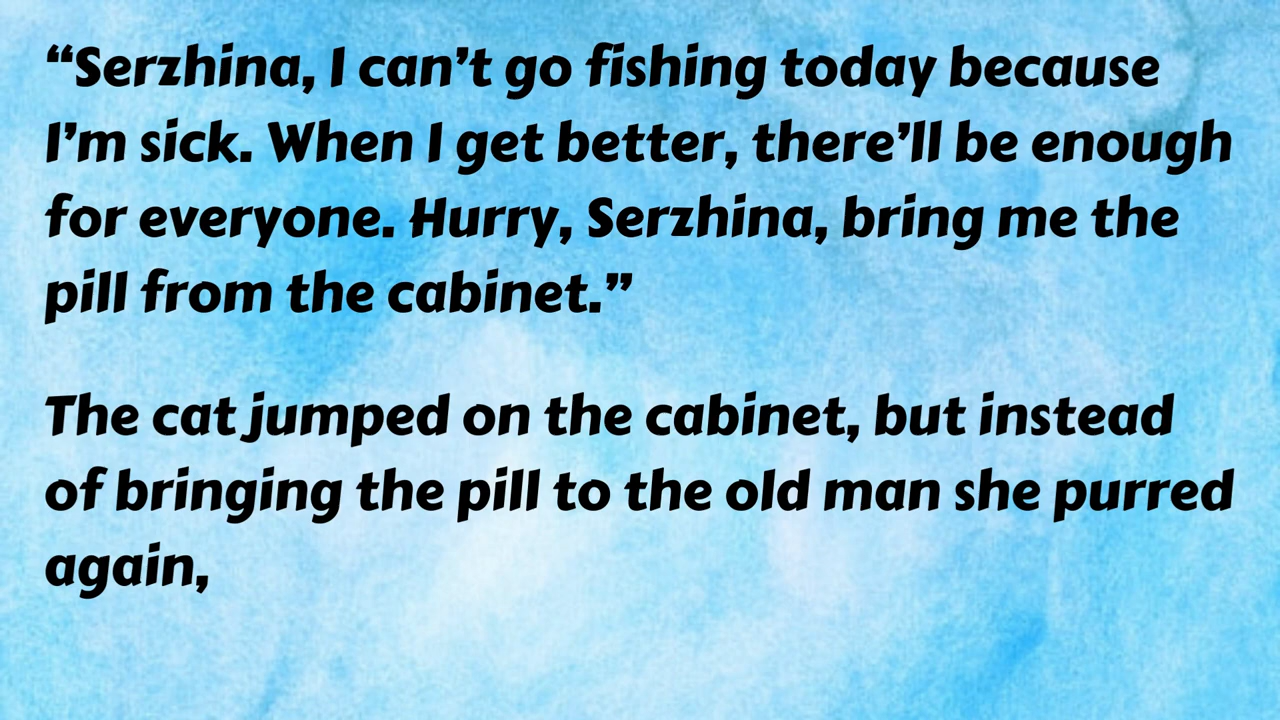 “Serzhina, I can’t go fishing today because
I’m sick. When I get better, there’ll be enough
for everyone. Hurry, Serzhina, bring me the
pill from the cabinet.”
The cat jumped on the cabinet, but instead
of bringing the pill to the old man she purred
again,